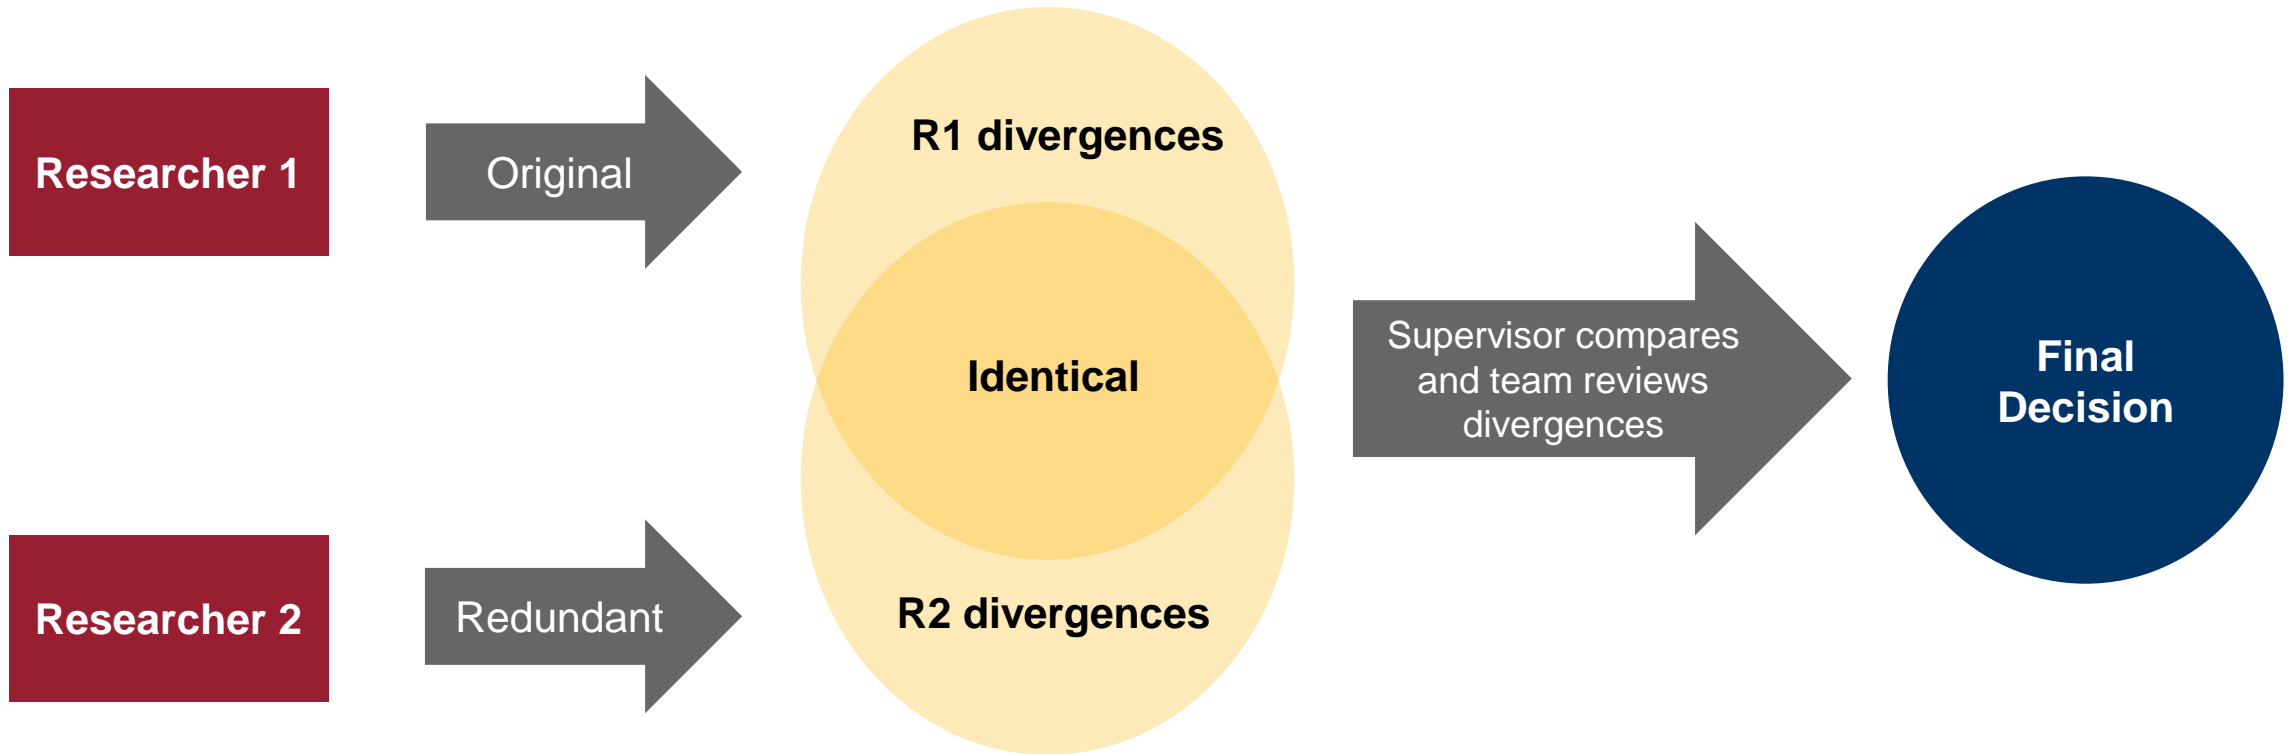 Researcher 1
Original
R1 divergences
Identical
Researcher 2
Redundant
R2 divergences
Supervisor compares
and team reviews
divergences
Final
Decision